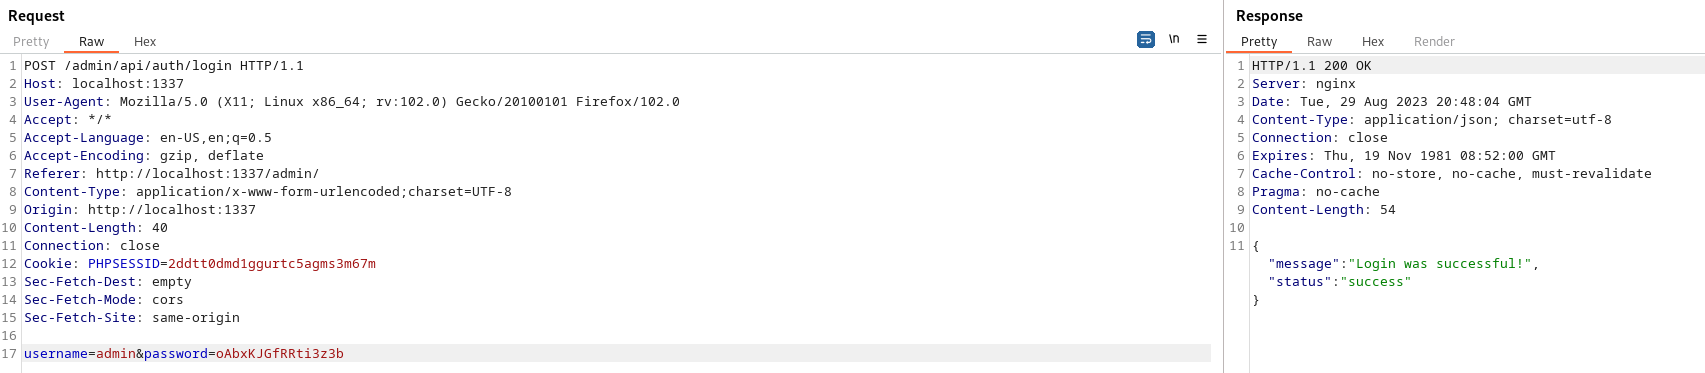 Request
Pretty Raw Hex
\n
1 POST /admin/api/auth/login HTTP/1.1
2 Host: localhost:1337
3 User-Agent: Mozilla/5.0 (X11; Linux x86_64; rv:102.0) Gecko/20100101 Firefox/102.0
4 Accept: */*
5 Accept-Language: en-US,en;q=0.5
6 Accept-Encoding: gzip, deflate
7 Referer: http://localhost:1337/admin/
8 Content-Type: application/x-www-form-urlencoded;charset=UTF-8
9 Origin: http://localhost:1337
10 Content-Length: 40
11 Connection: close
12 Cookie: PHPSESSID=2ddtt0dmd1ggurtc5agms3m67m
13 Sec-Fetch-Dest: empty
14 Sec-Fetch-Mode: cors
15 Sec-Fetch-Site: same-origin
16
17 username=admin&password=oAbxKJGfRRti3z3b
Response
Pretty Raw Hex Render
1 HTTP/1.1 200 OK
2 Server: nginx
3 Date: Tue, 29 Aug 2023 20:48:04 GMT
4 Content-Type: application/json; charset=utf-8
5 Connection: close
6 Expires: Thu, 19 Nov 1981 08:52:00 GMT
7 Cache-Control: no-store, no-cache, must-revalidate
8 Pragma: no-cache
9 Content-Length: 54
10
11 {
"message":"Login was successful!",
"status":"success"
}